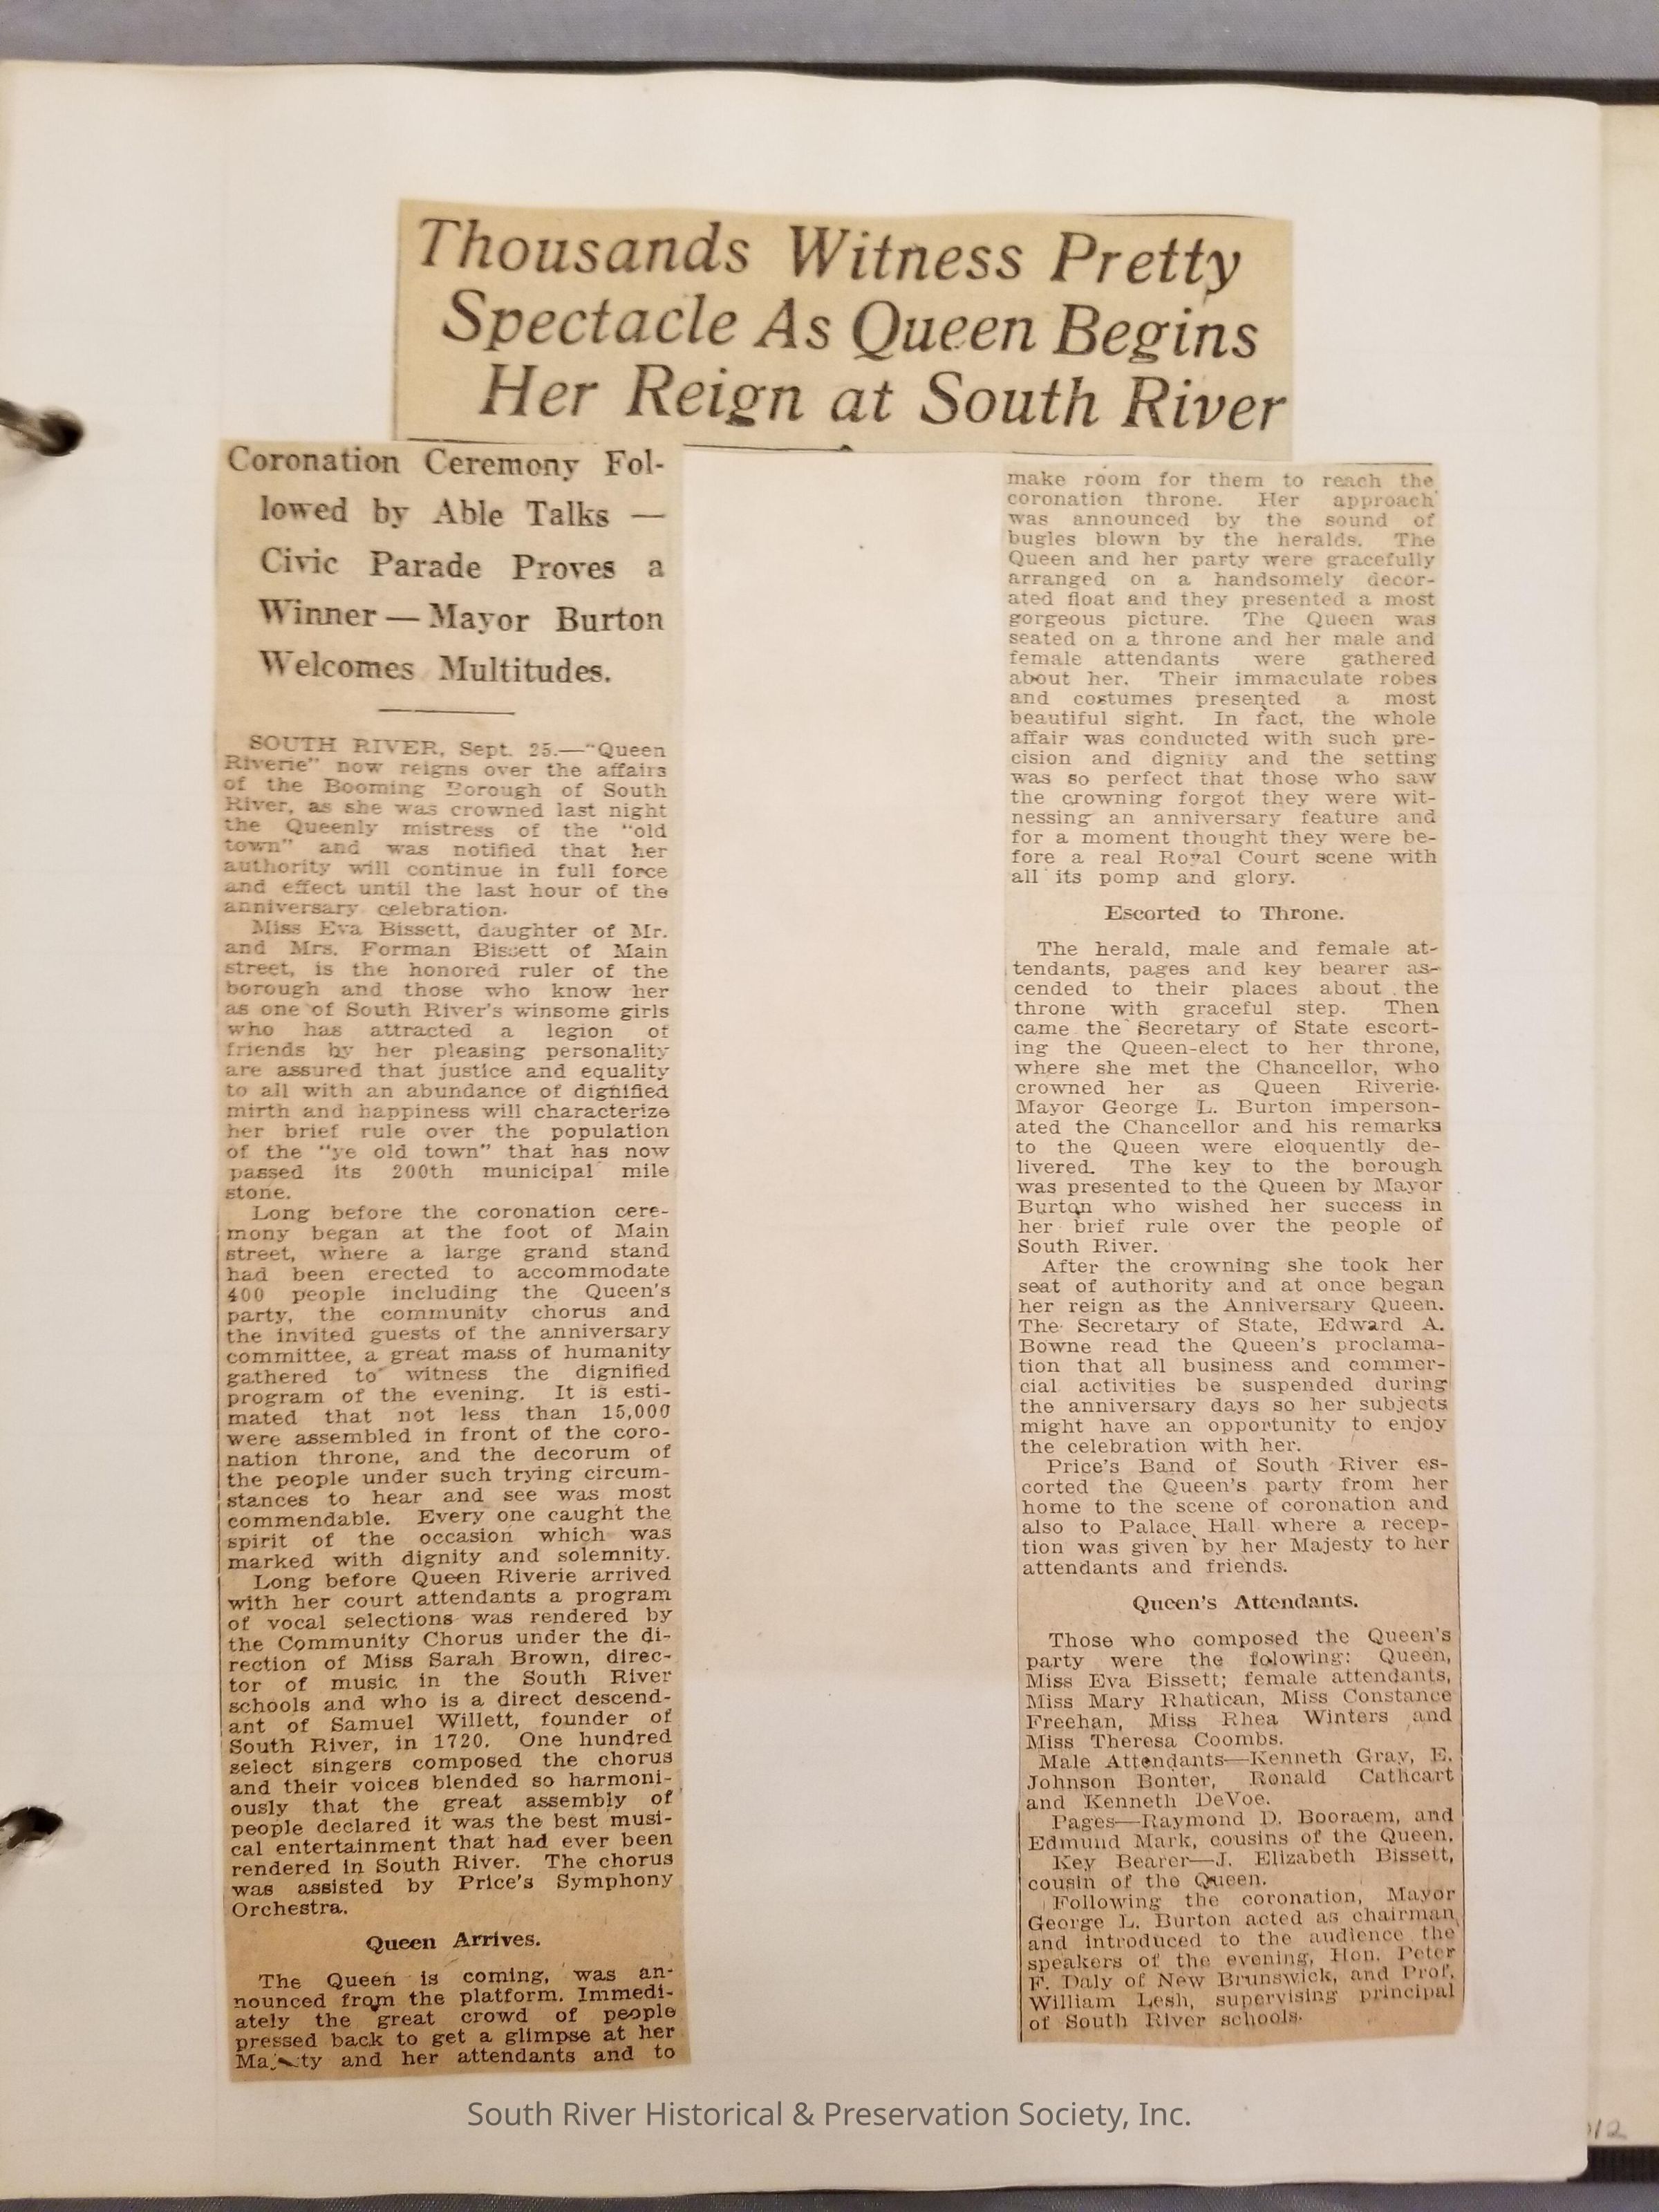 Thousands Witness Pretty
Spectacle As Queen Begins
Her Reign at South River
Coronation Ceremony Fol-
lowed by Able Talks —
Civic Parade Proves a
Winner — Mayor Burton
Welcomes Multitudes.
SOUTH RIVER, Sept. 25.—"Queen
Riverie" now reigns over the affairs
of the Booming Borough of South
River, as she was crowned last night
the Queenly mistress of the "old
town" and was notified that her
authority will continue in full force
and effect until the last hour of the
anniversary celebration.
Miss Eva Bissett, daughter of Mr.
and Mrs. Forman Bissett of Main
street, is the honored ruler of the
borough and those who know her
as one of South River's winsome girls
who has attracted a legion of
friends by her pleasing personality
are assured that justice and equality
to all with an abundance of dignified
mirth and happiness will characterize
her brief rule over the population
of the "ye old town" that has now
passed its 200th municipal mile
stone.
Long before the coronation cere-
mony began at the foot of Main
street, where a large grand stand
had been erected to accommodate
400 people including the Queen's
party, the community chorus and
the invited guests of the anniversary
committee, a great mass of humanity
gathered to witness the dignified
program of the evening. It is esti-
mated that not less than 15,000
were assembled in front of the coro-
nation throne, and the decorum of
the people under such trying circum-
stances to hear and see was most
commendable. Every one caught the
spirit of the occasion which was
marked with dignity and solemnity.
Long before Queen Riverie arrived
with her court attendants a program
of vocal selections was rendered by
the Community Chorus under the di-
rection of Miss Sarah Brown, direc-
tor of music in the South River
schools and who is a direct descend-
ant of Samuel Willett, founder of
South River, in 1720. One hundred
select singers composed the chorus
and their voices blended so harmoni-
ously that the great assembly of
people declared it was the best musi-
cal entertainment that had ever been
rendered in South River. The chorus
was assisted by Price's Symphony
Orchestra.
Queen Arrives.
The Queen is coming, was an-
nounced from the platform. Immedi-
ately the great crowd of people
pressed back to get a glimpse at her
Majesty and her attendants and to
make room for them to reach the
coronation throne. Her approach
was announced by the sound of
bugles blown by the heralds. The
Queen and her party were gracefully
arranged on a handsomely decor-
ated float and they presented a most
gorgeous picture. The Queen was
seated on a throne and her male and
female attendants were gathered
about her. Their immaculate robes
and costumes presented a most
beautiful sight. In fact, the whole
affair was conducted with such pre-
cision and dignity and the setting
was so perfect that those who saw
the crowning forgot they were wit-
nessing an anniversary feature and
for a moment thought they were be-
fore a real Royal Court scene with
all its pomp and glory.
Escorted to Throne.
The herald, male and female at-
tendants, pages and key bearer as-
cended to their places about the
throne with graceful step. Then
came the Secretary of State escort-
ing the Queen-elect to her throne,
where she met the Chancellor, who
crowned her as Queen Riverie.
Mayor George L. Burton imperson-
ated the Chancellor and his remarks
to the Queen were eloquently de-
livered. The key to the borough
was presented to the Queen by Mayor
Burton who wished her success in
her brief rule over the people of
South River.
After the crowning she took her
seat of authority and at once began
her reign as the Anniversary Queen.
The Secretary of State, Edward A.
Bowne read the Queen's proclama-
tion that all business and commer-
cial activities be suspended during
the anniversary days so her subjects
might have an opportunity to enjoy
the celebration with her.
Price's Band of South River es-
corted the Queen's party from her
home to the scene of coronation and
also to Palace Hall where a recep-
tion was given by her Majesty to her
attendants and friends.
Queen's Attendants.
Those who composed the Queen's
party were the folowing: Queen,
Miss Eva Bissett; female attendants,
Miss Mary Rhatican, Miss Constance
Freehan, Miss Rhea Winters and
Miss Theresa Coombs.
Male Attendants—Kenneth Gray, E.
Johnson Bonter, Ronald Cathcart
and Kenneth DeVoe.
Pages—Raymond D. Booraem, and
Edmund Mark, cousins of the Queen.
Key Bearer—J. Elizabeth Bissett,
cousin of the Queen.
Following the coronation, Mayor
George L. Burton acted as chairman
and introduced to the audience the
speakers of the evening, Hon. Peter
F. Daly of New Brunswick, and Prof.
William Lesh, supervising principal
of South River schools.
South River Historical & Preservation Society, Inc.